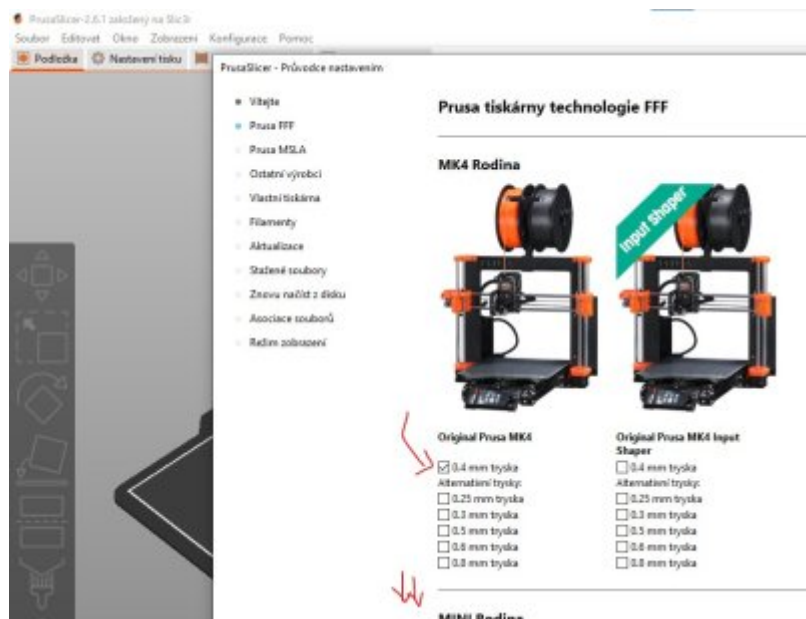 PrusaSlicer-2.6.1 založený na Slic3r
Soubor Editovat Okno Zobrazení Konfigurace Pomoc
Podložka Nastavení tisku
PrusaSlicer - Průvodce nastavením
Vítejte
Prusa FFF
Prusa MSLA
Ostatní výrobci
Vlastní tiskárna
Filamenty
Aktualizace
Stažené soubory
Znovu načíst z disku
Asociace souborů
Režim zobrazení
Prusa tiskárny technologie FFF
MK4 Rodina
Input Shaper
Original Prusa MK4
0.4 mm tryska
Alternativní trysky:
0.25 mm tryska
0.3 mm tryska
0.5 mm tryska
0.6 mm tryska
0.8 mm tryska
Original Prusa MK4 Input
Shaper
0.4 mm tryska
Alternativní trysky:
0.25 mm tryska
0.3 mm tryska
0.5 mm tryska
0.6 mm tryska
0.8 mm tryska
MINI Rodina